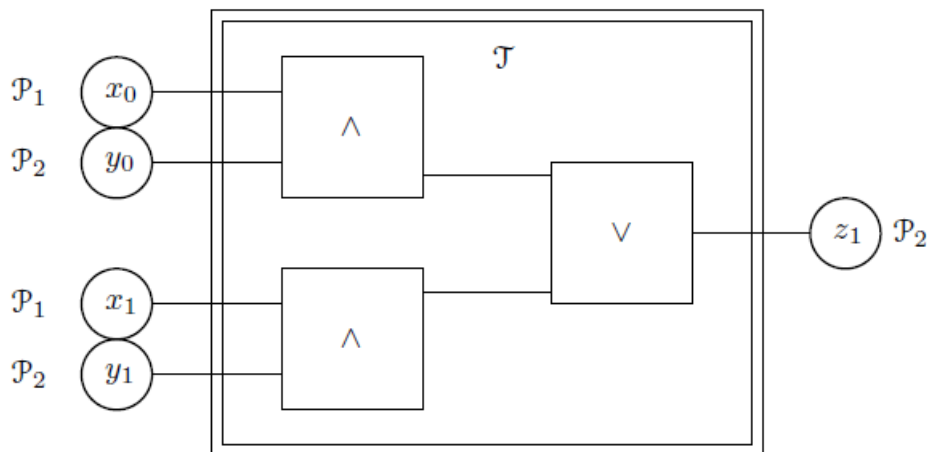 𝒯
𝒫₁ x₀
∧
𝒫₂ y₀
∨
z₁ 𝒫₂
𝒫₁ x₁
∧
𝒫₂ y₁